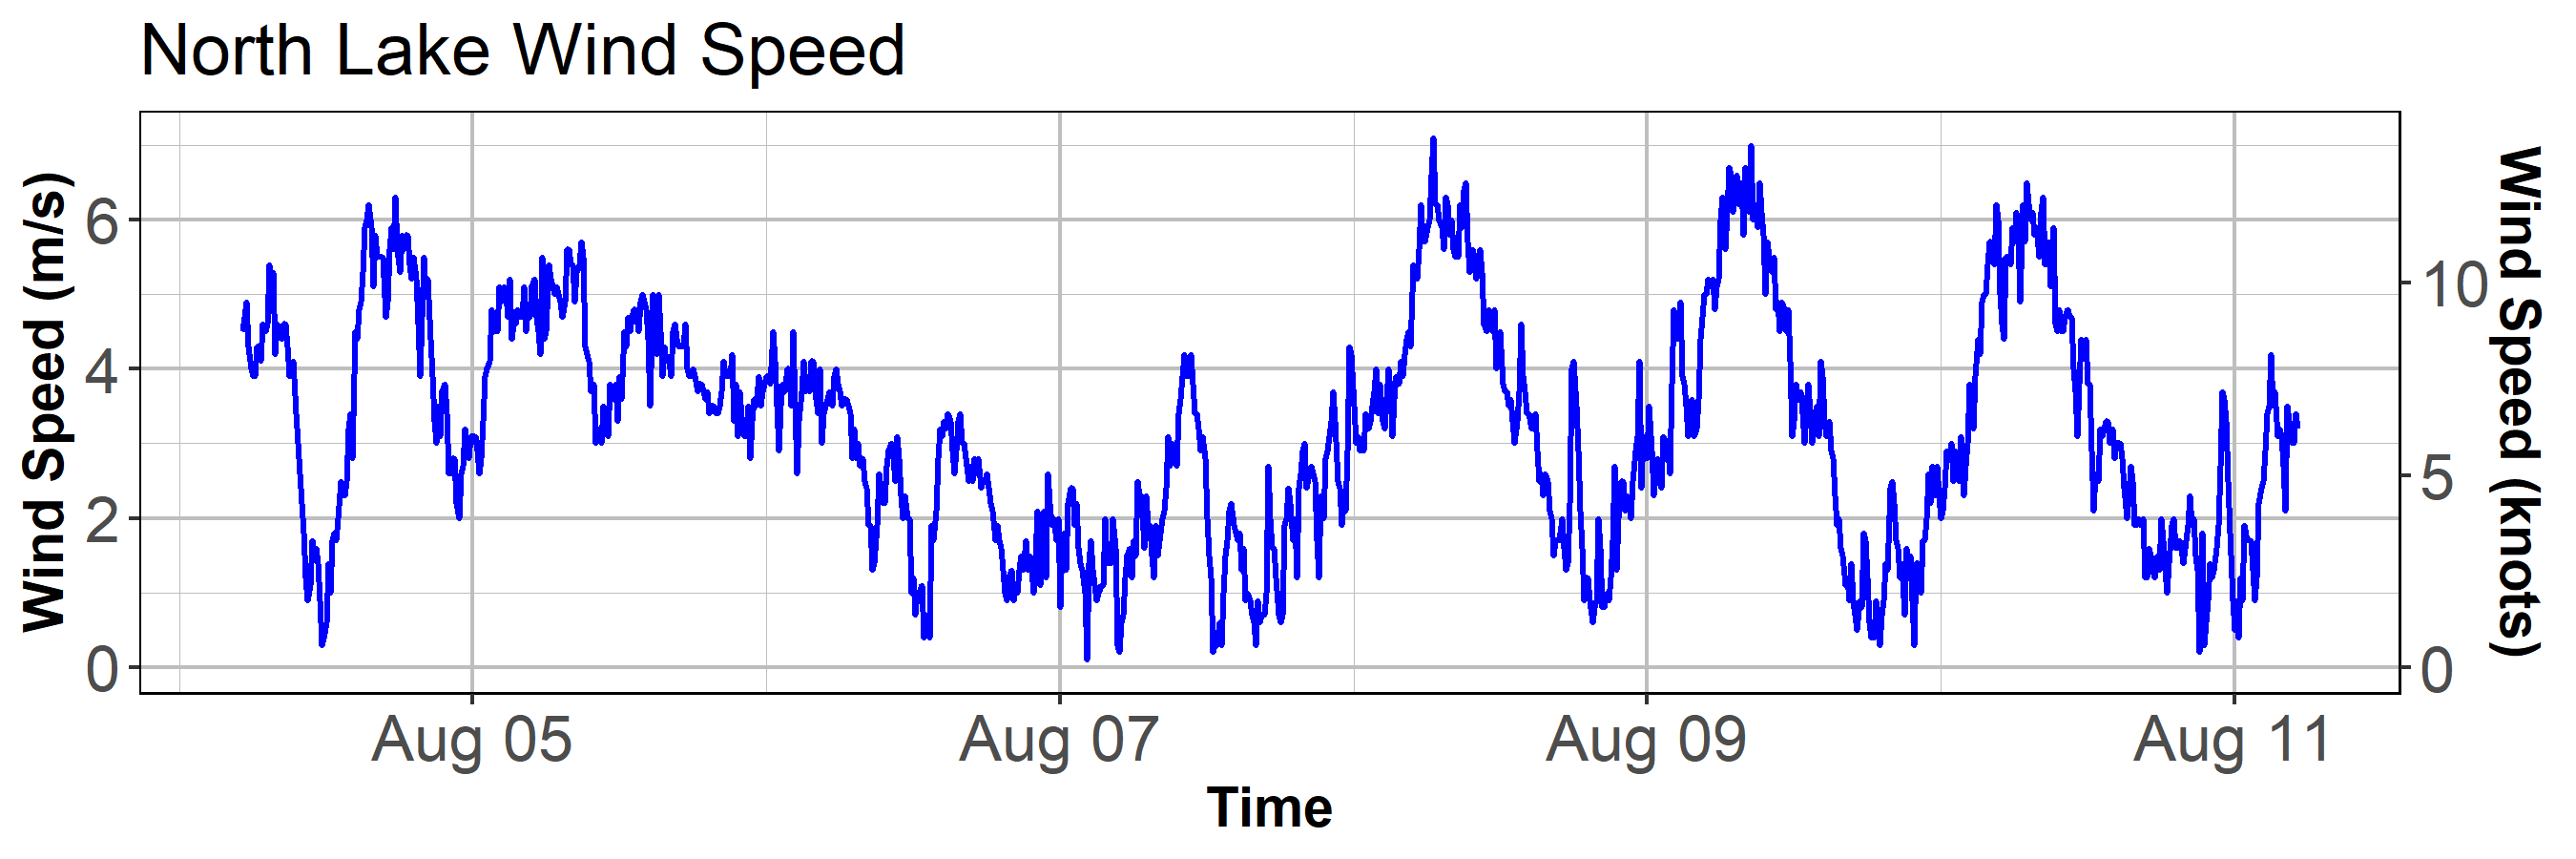 North Lake Wind Speed
Wind Speed (m/s)
6
4
2
0
10
5
0
Wind Speed (knots)
Aug 05
Aug 07
Aug 09
Aug 11
Time